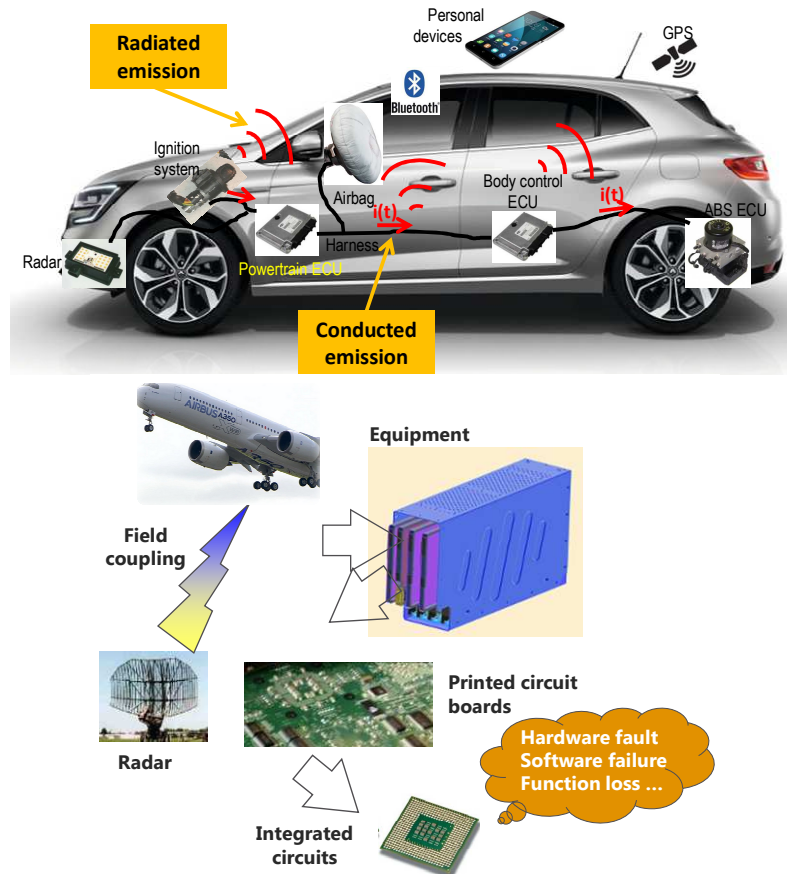 Personal
devices
GPS
Radiated
emission
Bluetooth
Ignition
system
Airbag
Body control
ECU
i(t)
i(t)
ABS ECU
Radar
Harness
Powertrain ECU
Conducted
emission
AIRBUS A350
Equipment
Field
coupling
Radar
Printed circuit
boards
Hardware fault
Software failure
Function loss ...
Integrated
circuits